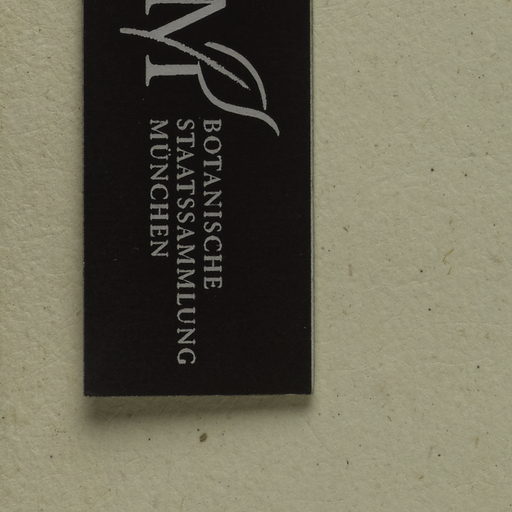 M
BOTANISCHE
STAATSSAMMLUNG
MÜNCHEN